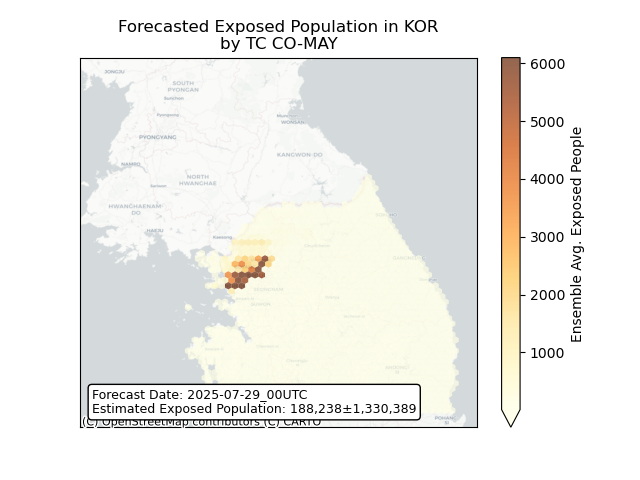 Forecasted Exposed Population in KOR
by TC CO-MAY
SOUTH
PYONGAN
PYONGYANG
KANGWON-DO
NAMPO
NORTH
HWANGHAE
HWANGHAENAM
DO
HAEJU
Kaesong
6000
5000
4000
3000
2000
1000
Ensemble Avg. Exposed People
Forecast Date: 2025-07-29_00UTC
Estimated Exposed Population: 188,238±1,330,389
(C) OpenStreetMap contributors (C) CARTO